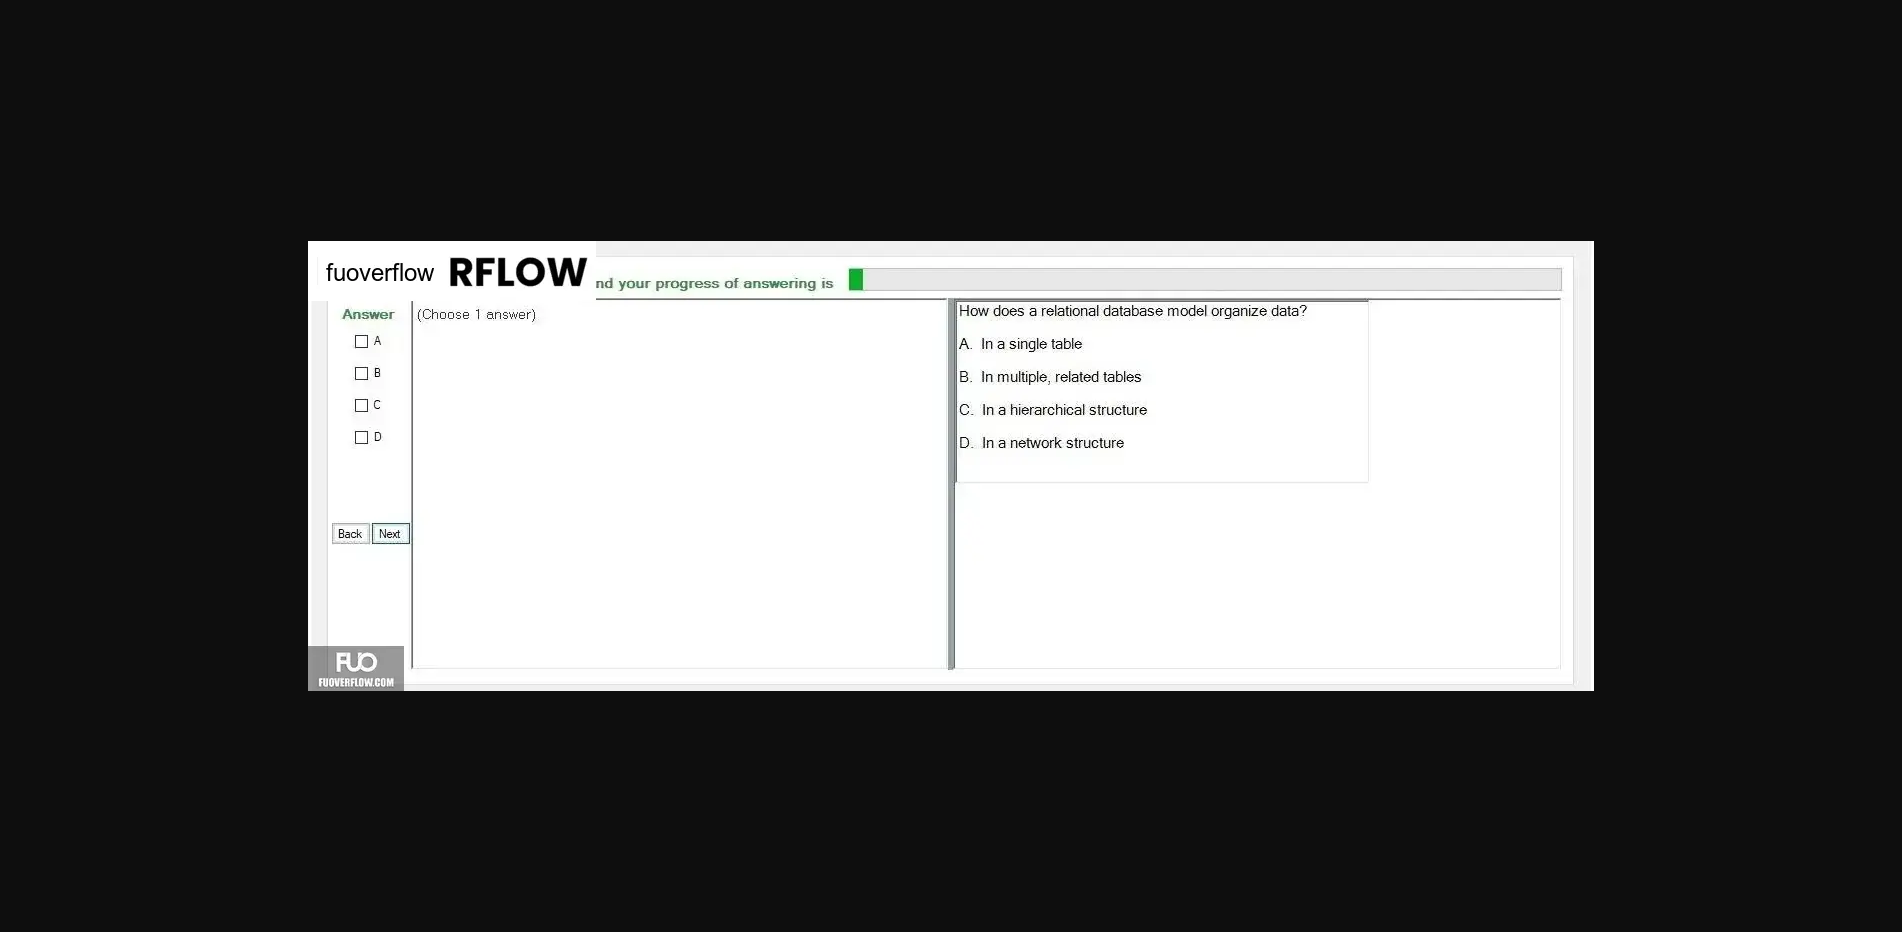 fuoverflow RFLOW
nd your progress of answering is
Answer
(Choose 1 answer)
A
B
C
D
Back Next
How does a relational database model organize data?
A. In a single table
B. In multiple, related tables
C. In a hierarchical structure
D. In a network structure
FUO
FUOVERFLOW.COM